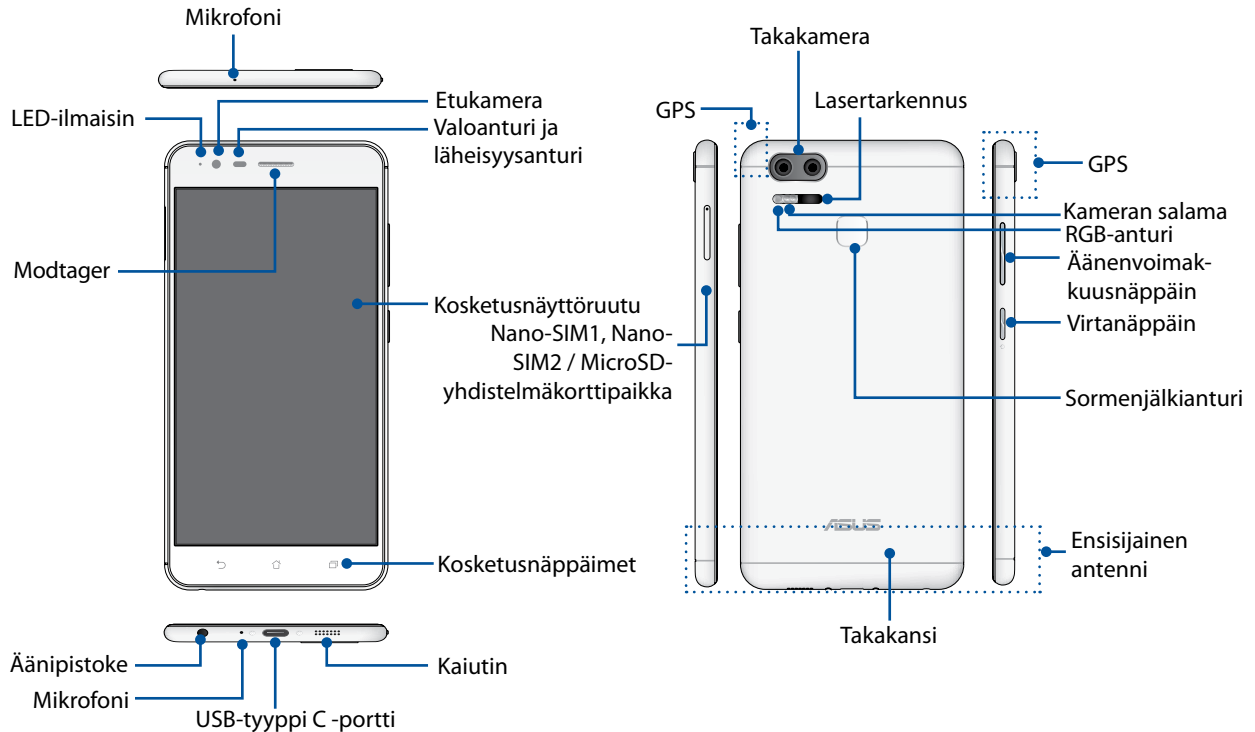 Mikrofoni
LED-ilmaisin
Etukamera
Valoanturi ja
läheisyysanturi
Modtager
Kosketusnäyttöruutu
Nano-SIM1, Nano-
SIM2 / MicroSD-
yhdistelmäkorttipaikka
Kosketusnäppäimet
Äänipistoke
Mikrofoni
USB-tyyppi C -portti
Kaiutin
Takakamera
GPS
Lasertarkennus
GPS
Kameran salama
RGB-anturi
Äänenvoimak-
kuusnäppäin
Virtanäppäin
Sormenjälkianturi
ASUS
Ensisijainen
antenni
Takakansi